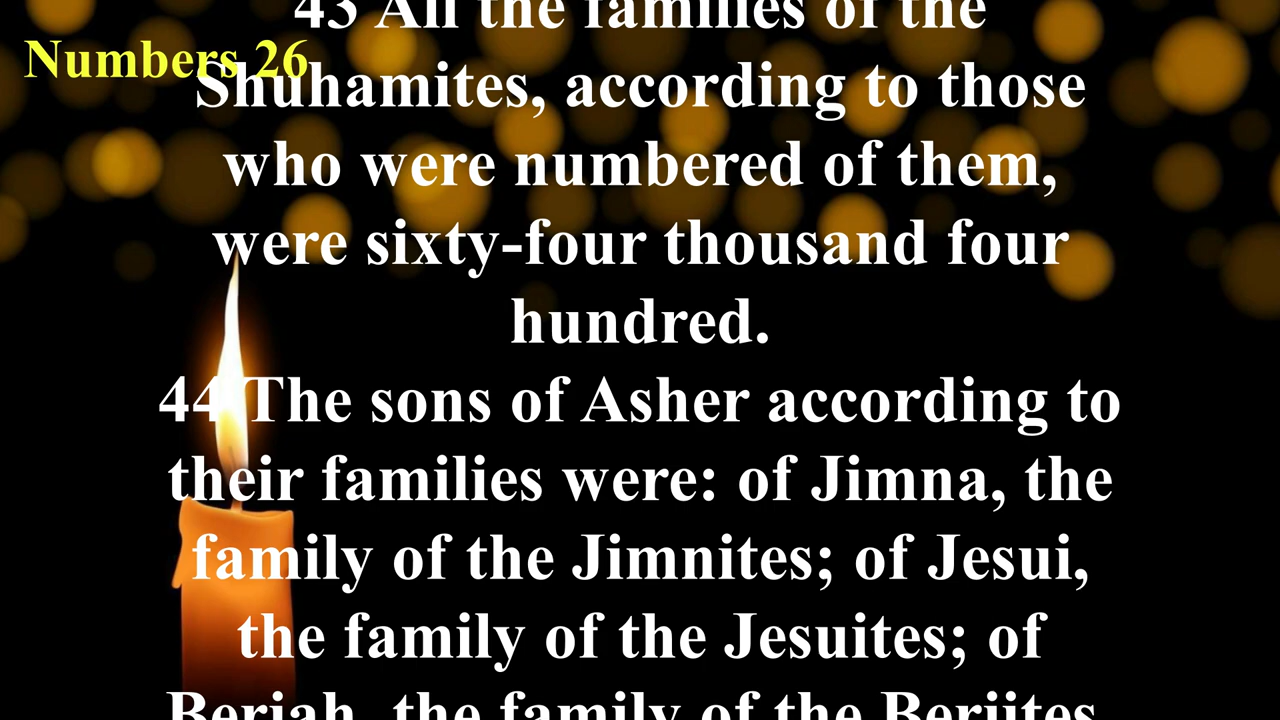 43 All the families of the
Numbers 26
Shuhamites, according to those
who were numbered of them,
were sixty-four thousand four
hundred.
44 The sons of Asher according to
their families were: of Jimna, the
family of the Jimnites; of Jesui,
the family of the Jesuites; of
Beriah, the family of the Beriites.